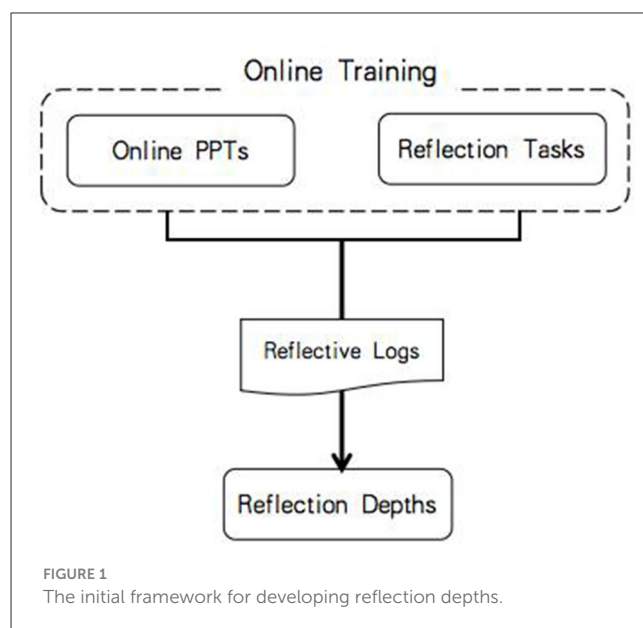 Online Training
Online PPTs
Reflection Tasks
Reflective Logs
Reflection Depths
FIGURE 1
The initial framework for developing reflection depths.